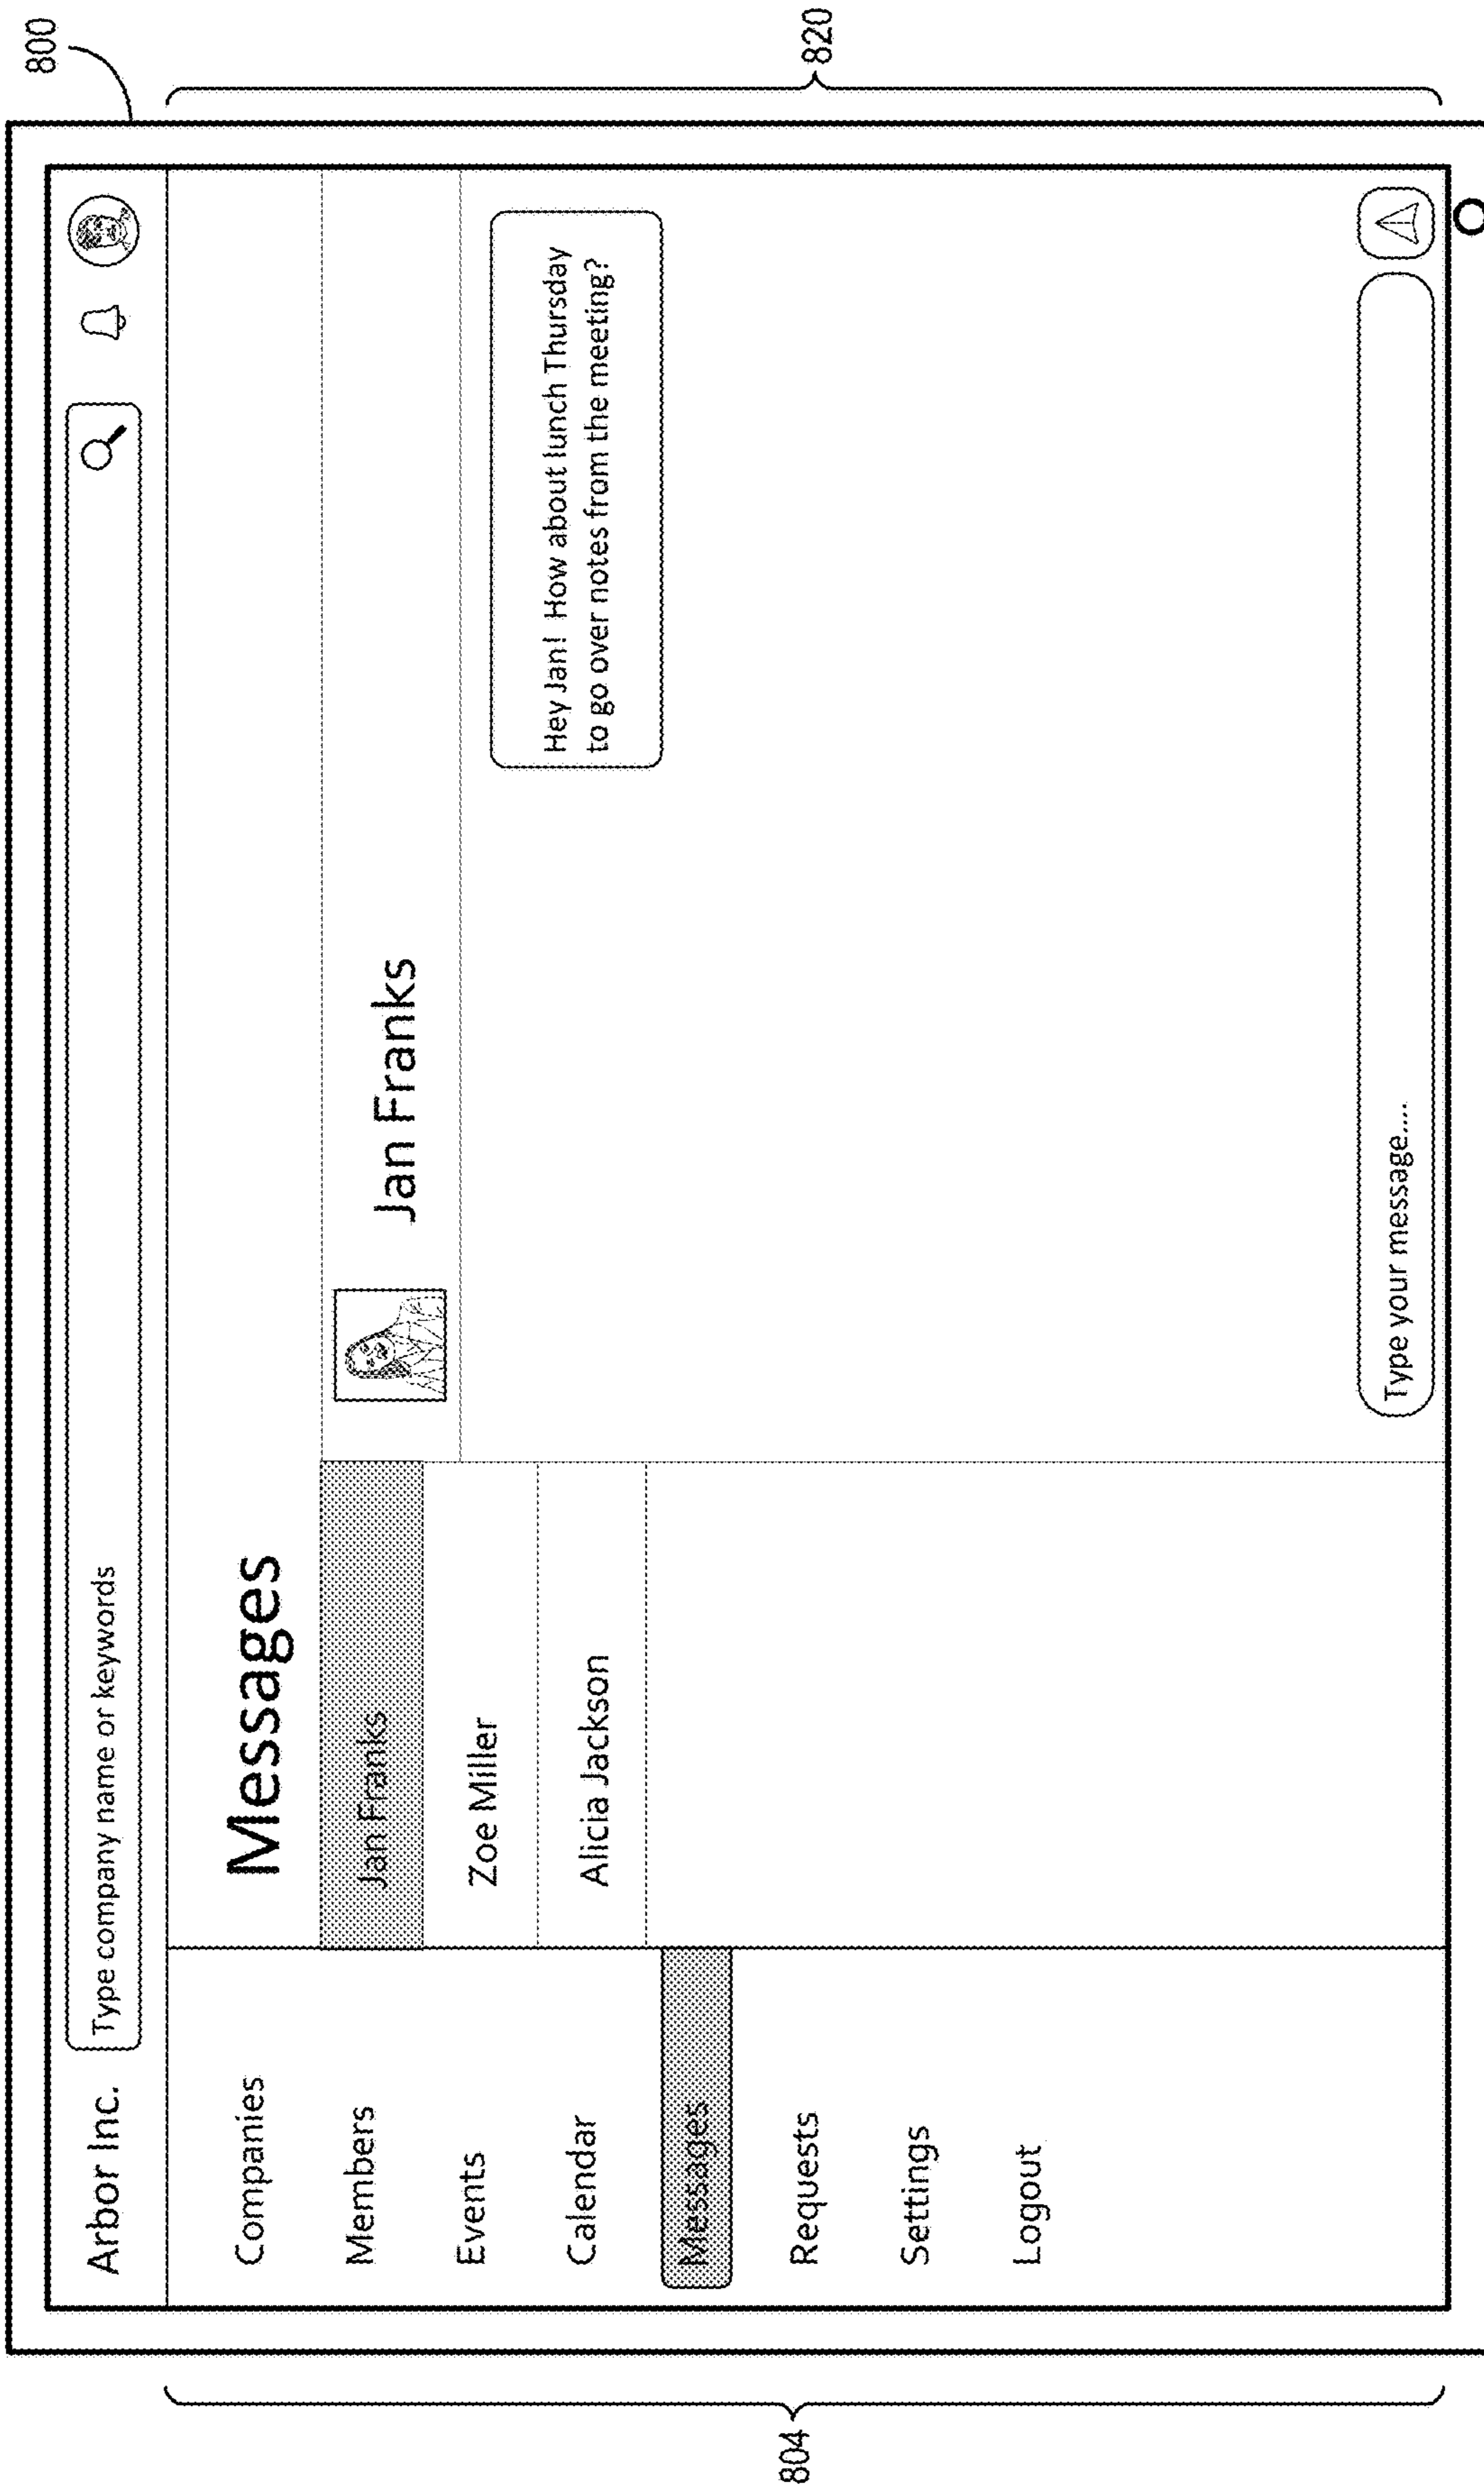 800
Arbor Inc.
Type company name or keywords
Companies
Members
Events
Calendar
Messages
Requests
Settings
Logout
Messages
Jan Franks
Zoe Miller
Alicia Jackson
Jan Franks
Hey Jan!  How about lunch Thursday
to go over notes from the meeting?
Type your message....
804
820